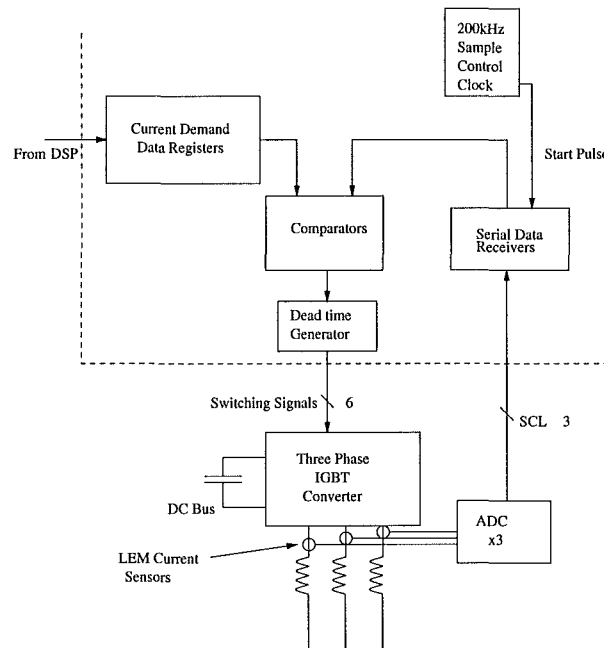 200kHz
Sample
Control
Clock
Current Demand
Data Registers
From DSP
Start Pulse
Comparators
Serial Data
Receivers
Dead time
Generator
Switching Signals 6
SCL 3
Three Phase
IGBT
Converter
DC Bus
ADC
x3
LEM Current
Sensors